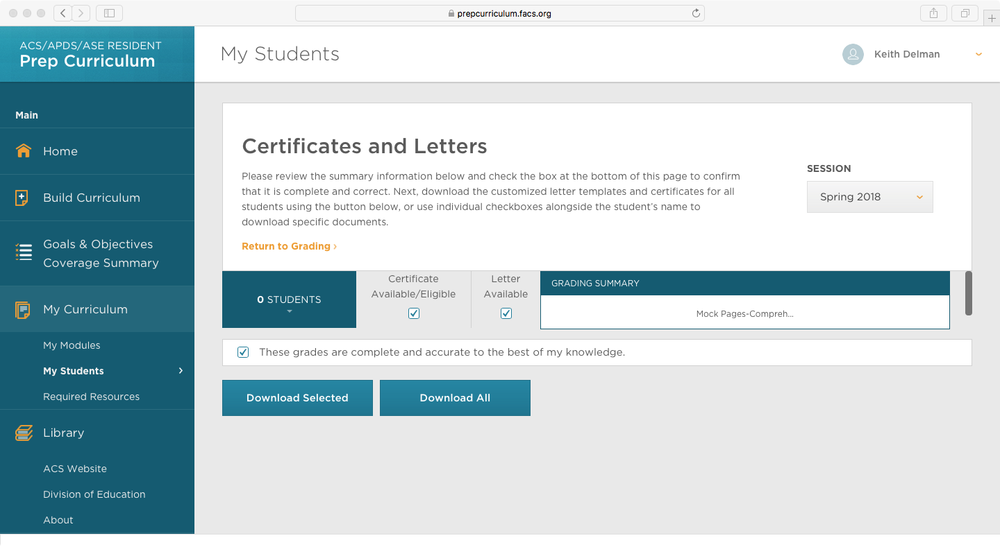 prepcurriculum.facs.org
ACS/APDS/ASE RESIDENT
Prep Curriculum
My Students
Keith Delman
Main
Home
Build Curriculum
Goals & Objectives
Coverage Summary
My Curriculum
My Modules
My Students
Required Resources
Library
ACS Website
Division of Education
About
Certificates and Letters
Please review the summary information below and check the box at the bottom of this page to confirm
that it is complete and correct. Next, download the customized letter templates and certificates for all
students using the button below, or use individual checkboxes alongside the student’s name to
download specific documents.
Return to Grading ›
SESSION
Spring 2018
0 STUDENTS
Certificate
Available/Eligible
Letter
Available
GRADING SUMMARY
Mock Pages-Compreh...
These grades are complete and accurate to the best of my knowledge.
Download Selected
Download All